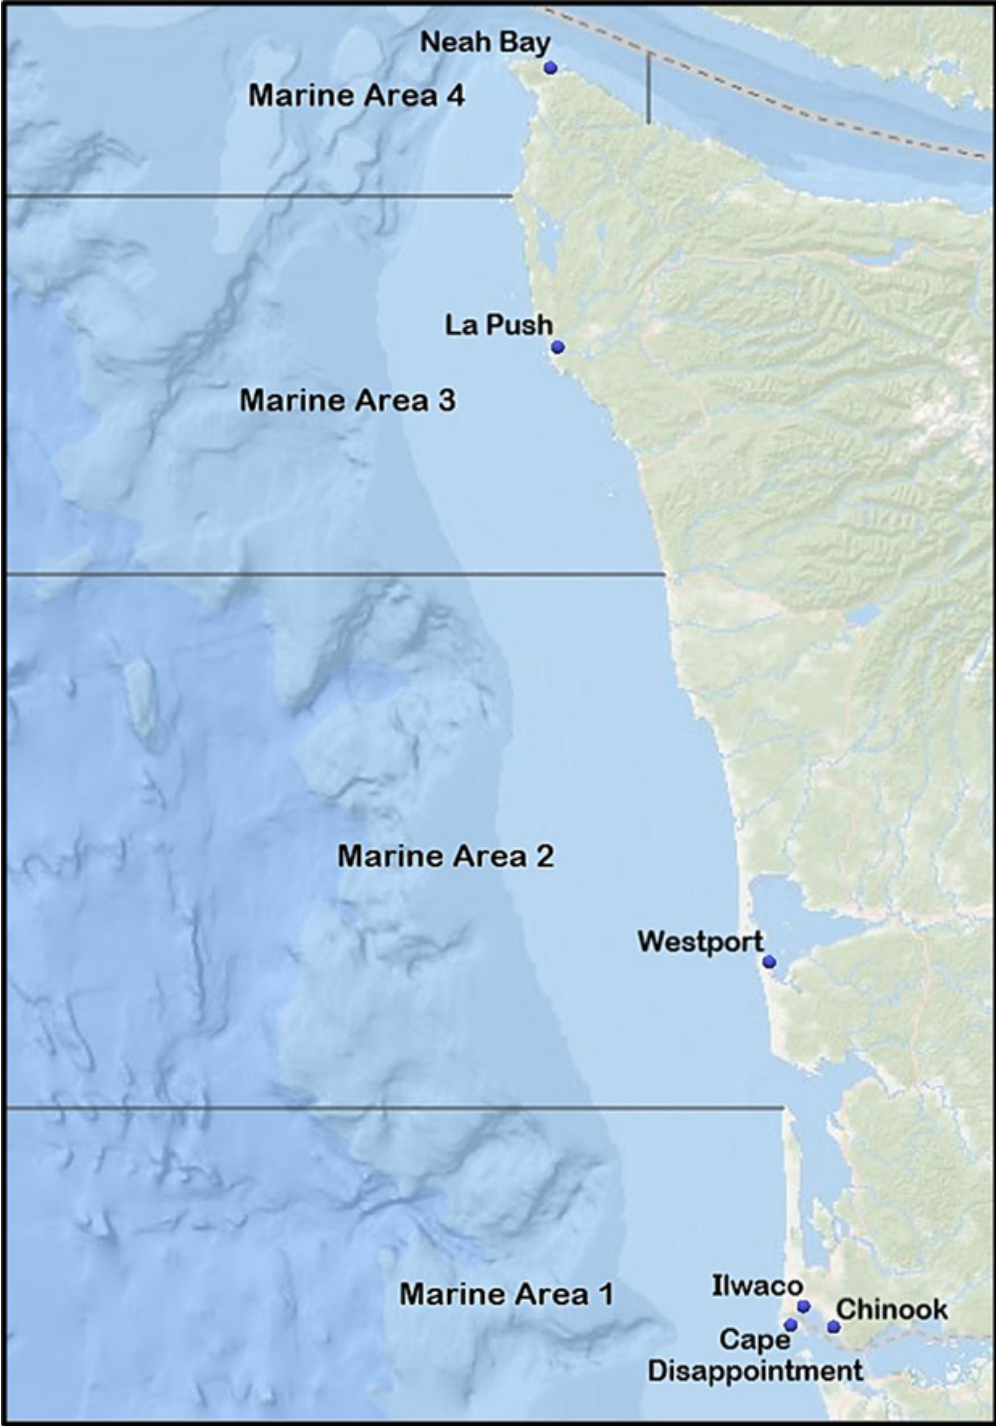 Neah Bay
Marine Area 4
La Push
Marine Area 3
Marine Area 2
Westport
Marine Area 1
Ilwaco
Chinook
Cape
Disappointment